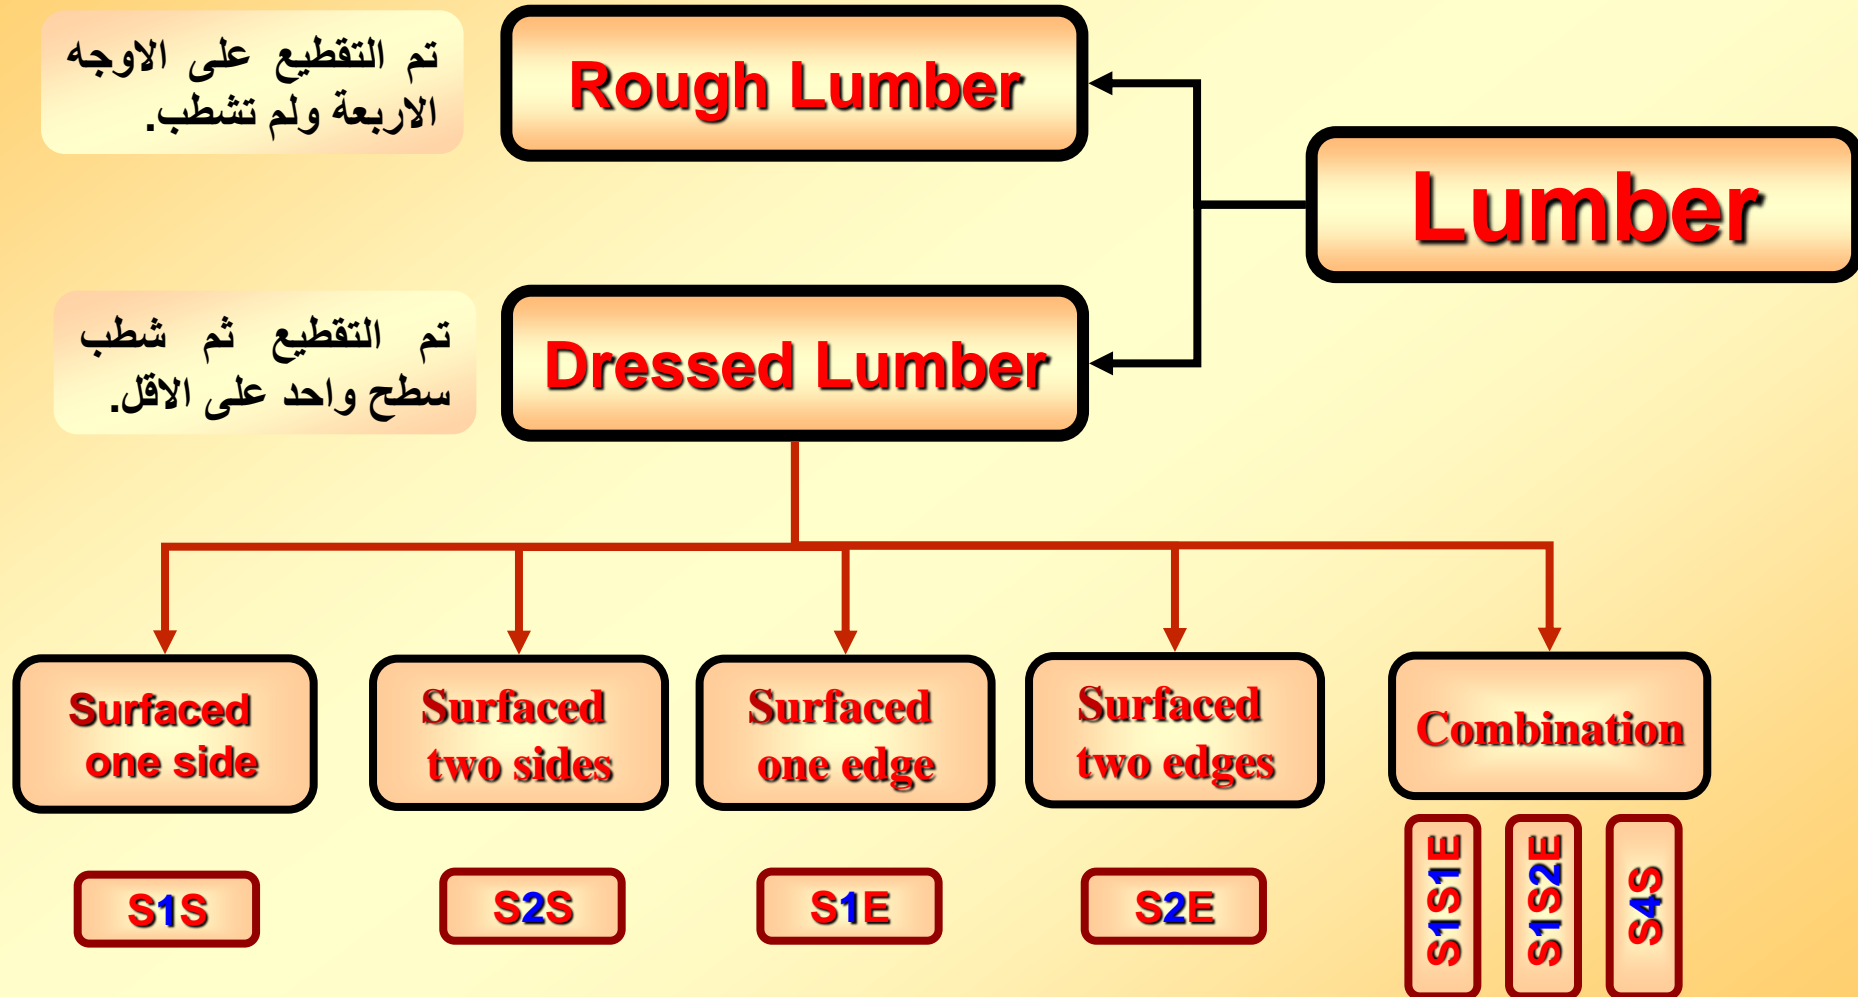 تم التقطيع على الاوجه
الاربعة ولم تشطب.
Rough Lumber
Lumber
تم التقطيع ثم شطب
سطح واحد على الاقل.
Dressed Lumber
Surfaced
one side
Surfaced
two sides
Surfaced
one edge
Surfaced
two edges
Combination
S1S
S2S
S1E
S2E
S1S1E
S1S2E
S4S